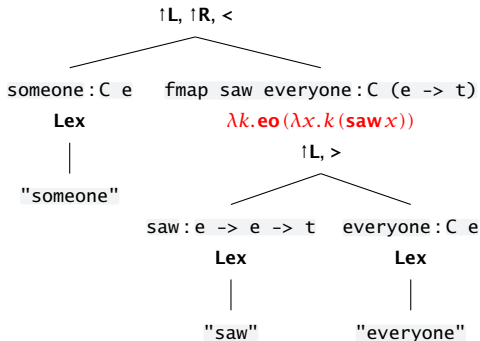 ↑L, ↑R, <
someone : C e fmap saw everyone : C (e -> t)
Lex λk. eo (λx. k (saw x))
↑L, >
"someone"
saw : e -> e -> t everyone : C e
Lex Lex
"saw" "everyone"